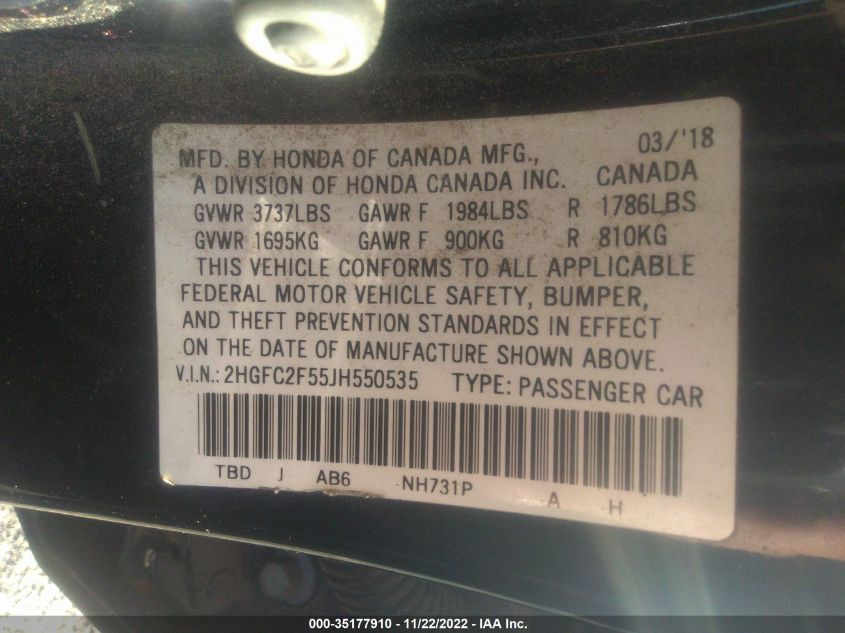 03/'18
MFD. BY HONDA OF CANADA MFG.,
A DIVISION OF HONDA CANADA INC. CANADA
GVWR 3737LBS GAWR F 1984LBS R 1786LBS
GVWR 1695KG GAWR F 900KG R 810KG
THIS VEHICLE CONFORMS TO ALL APPLICABLE
FEDERAL MOTOR VEHICLE SAFETY, BUMPER,
AND THEFT PREVENTION STANDARDS IN EFFECT
ON THE DATE OF MANUFACTURE SHOWN ABOVE.
V.I.N.: 2HGFC2F55JH550535 TYPE: PASSENGER CAR
TBD J AB6 NH731P A H
000-35177910 - 11/22/2022 - IAA Inc.